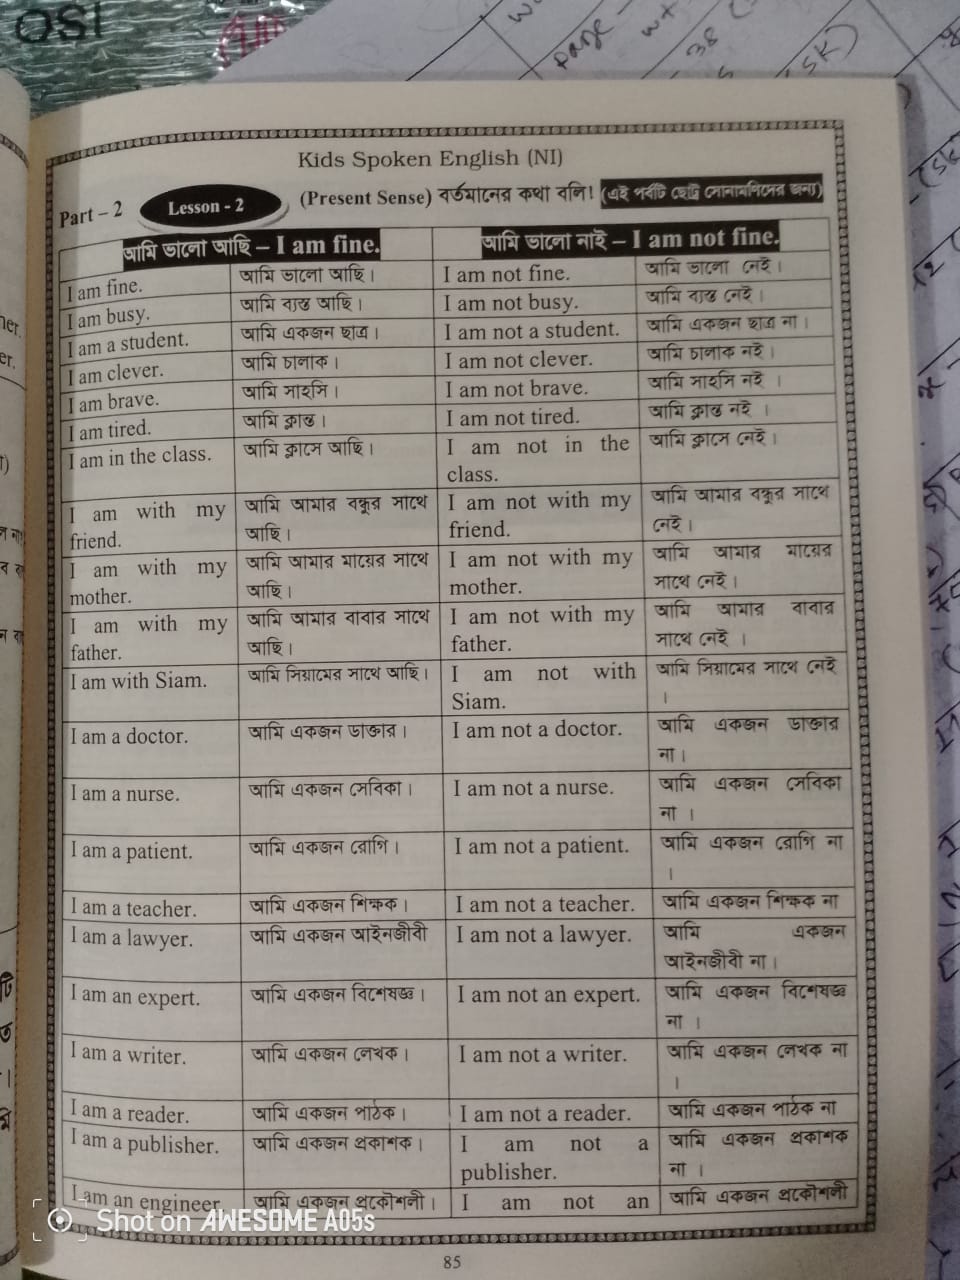 Kids Spoken English (NI)
Part – 2 Lesson - 2 (Present Sense) বর্তমানের কথা বলি! (এই পর্বটি ছোট্ট সোনামণিদের জন্য)
আমি ভালো আছি – I am fine. আমি ভালো নাই – I am not fine.
I am fine. আমি ভালো আছি। I am not fine. আমি ভালো নেই।
I am busy. আমি ব্যস্ত আছি। I am not busy. আমি ব্যস্ত নেই।
I am a student. আমি একজন ছাত্র। I am not a student. আমি একজন ছাত্র না।
I am clever. আমি চালাক। I am not clever. আমি চালাক নই।
I am brave. আমি সাহসি। I am not brave. আমি সাহসি নই ।
I am tired. আমি ক্লান্ত। I am not tired. আমি ক্লান্ত নই ।
I am in the class. আমি ক্লাসে আছি। I am not in the আমি ক্লাসে নেই।
class.
I am with my আমি আমার বন্ধুর সাথে I am not with my আমি আমার বন্ধুর সাথে
friend. আছি। friend. নেই।
I am with my আমি আমার মায়ের সাথে I am not with my আমি আমার মায়ের
mother. আছি। mother. সাথে নেই।
I am with my আমি আমার বাবার সাথে I am not with my আমি আমার বাবার
father. আছি। father. সাথে নেই ।
I am with Siam. আমি সিয়ামের সাথে আছি। I am not with আমি সিয়ামের সাথে নেই
Siam. ।
I am a doctor. আমি একজন ডাক্তার। I am not a doctor. আমি একজন ডাক্তার
না।
I am a nurse. আমি একজন সেবিকা। I am not a nurse. আমি একজন সেবিকা
না ।
I am a patient. আমি একজন রোগি। I am not a patient. আমি একজন রোগি না
।
I am a teacher. আমি একজন শিক্ষক। I am not a teacher. আমি একজন শিক্ষক না
I am a lawyer. আমি একজন আইনজীবী I am not a lawyer. আমি একজন
আইনজীবী না।
I am an expert. আমি একজন বিশেষজ্ঞ। I am not an expert. আমি একজন বিশেষজ্ঞ
না ।
I am a writer. আমি একজন লেখক। I am not a writer. আমি একজন লেখক না
।
I am a reader. আমি একজন পাঠক। I am not a reader. আমি একজন পাঠক না
I am a publisher. আমি একজন প্রকাশক। I am not a আমি একজন প্রকাশক
publisher. না ।
I am an engineer আমি একজন প্রকৌশলী। I am not an আমি একজন প্রকৌশলী
Shot on AWESOME A05s
85